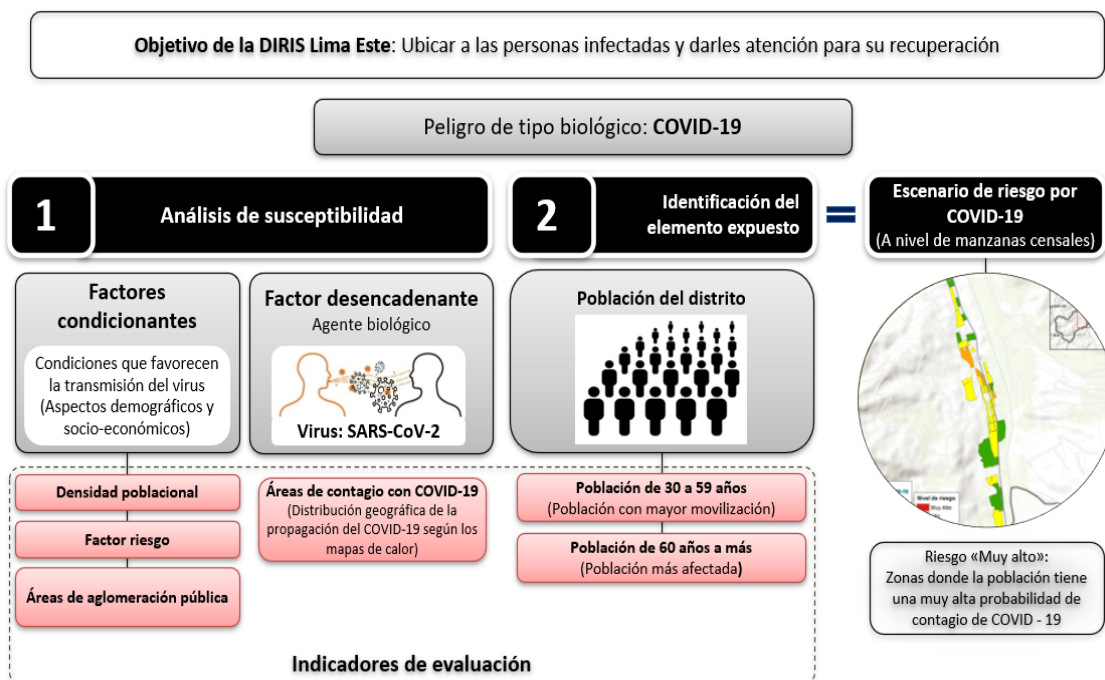 Objetivo de la DIRIS Lima Este: Ubicar a las personas infectadas y darles atención para su recuperación
Peligro de tipo biológico: COVID-19
1
Análisis de susceptibilidad
2
Identificación del
elemento expuesto
=
Escenario de riesgo por
COVID-19
(A nivel de manzanas censales)
Factores
condicionantes
Condiciones que favorecen
la transmisión del virus
(Aspectos demográficos y
socio-económicos)
Factor desencadenante
Agente biológico
Virus: SARS-CoV-2
Población del distrito
Densidad poblacional
Factor riesgo
Áreas de aglomeración pública
Áreas de contagio con COVID-19
(Distribución geográfica de la
propagación del COVID-19 según los
mapas de calor)
Población de 30 a 59 años
(Población con mayor movilización)
Población de 60 años a más
(Población más afectada)
Nivel de riesgo
Muy Alto
Riesgo «Muy alto»:
Zonas donde la población tiene
una muy alta probabilidad de
contagio de COVID - 19
Indicadores de evaluación